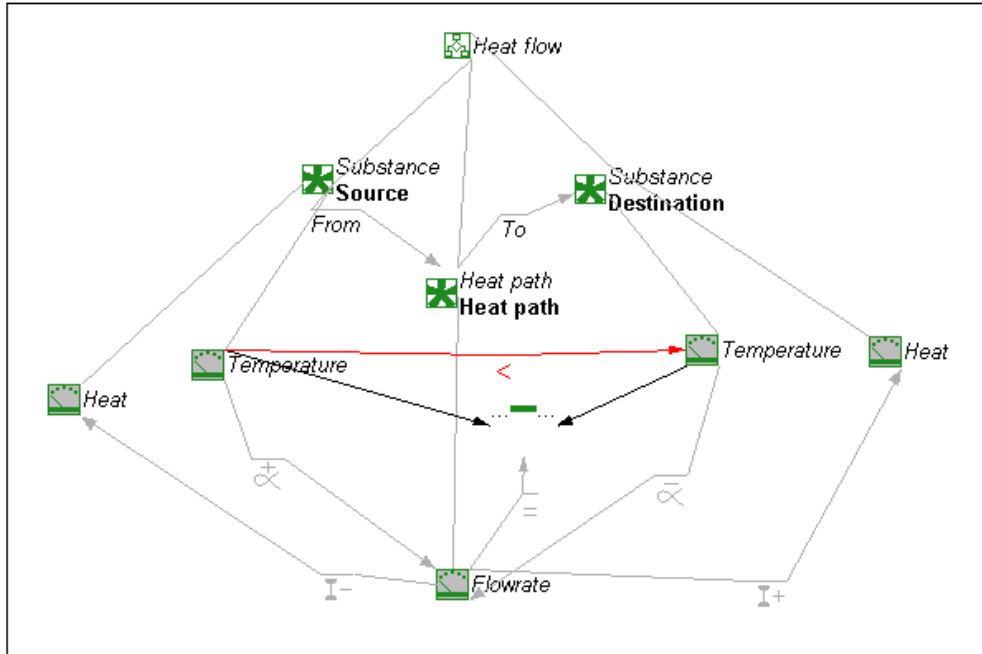 Heat flow
Substance
Source
Substance
Destination
From
To
Heat path
Heat path
Temperature
<
Temperature
Heat
Heat
... − ...
∝+
=
∝−
Flowrate
I−
I+